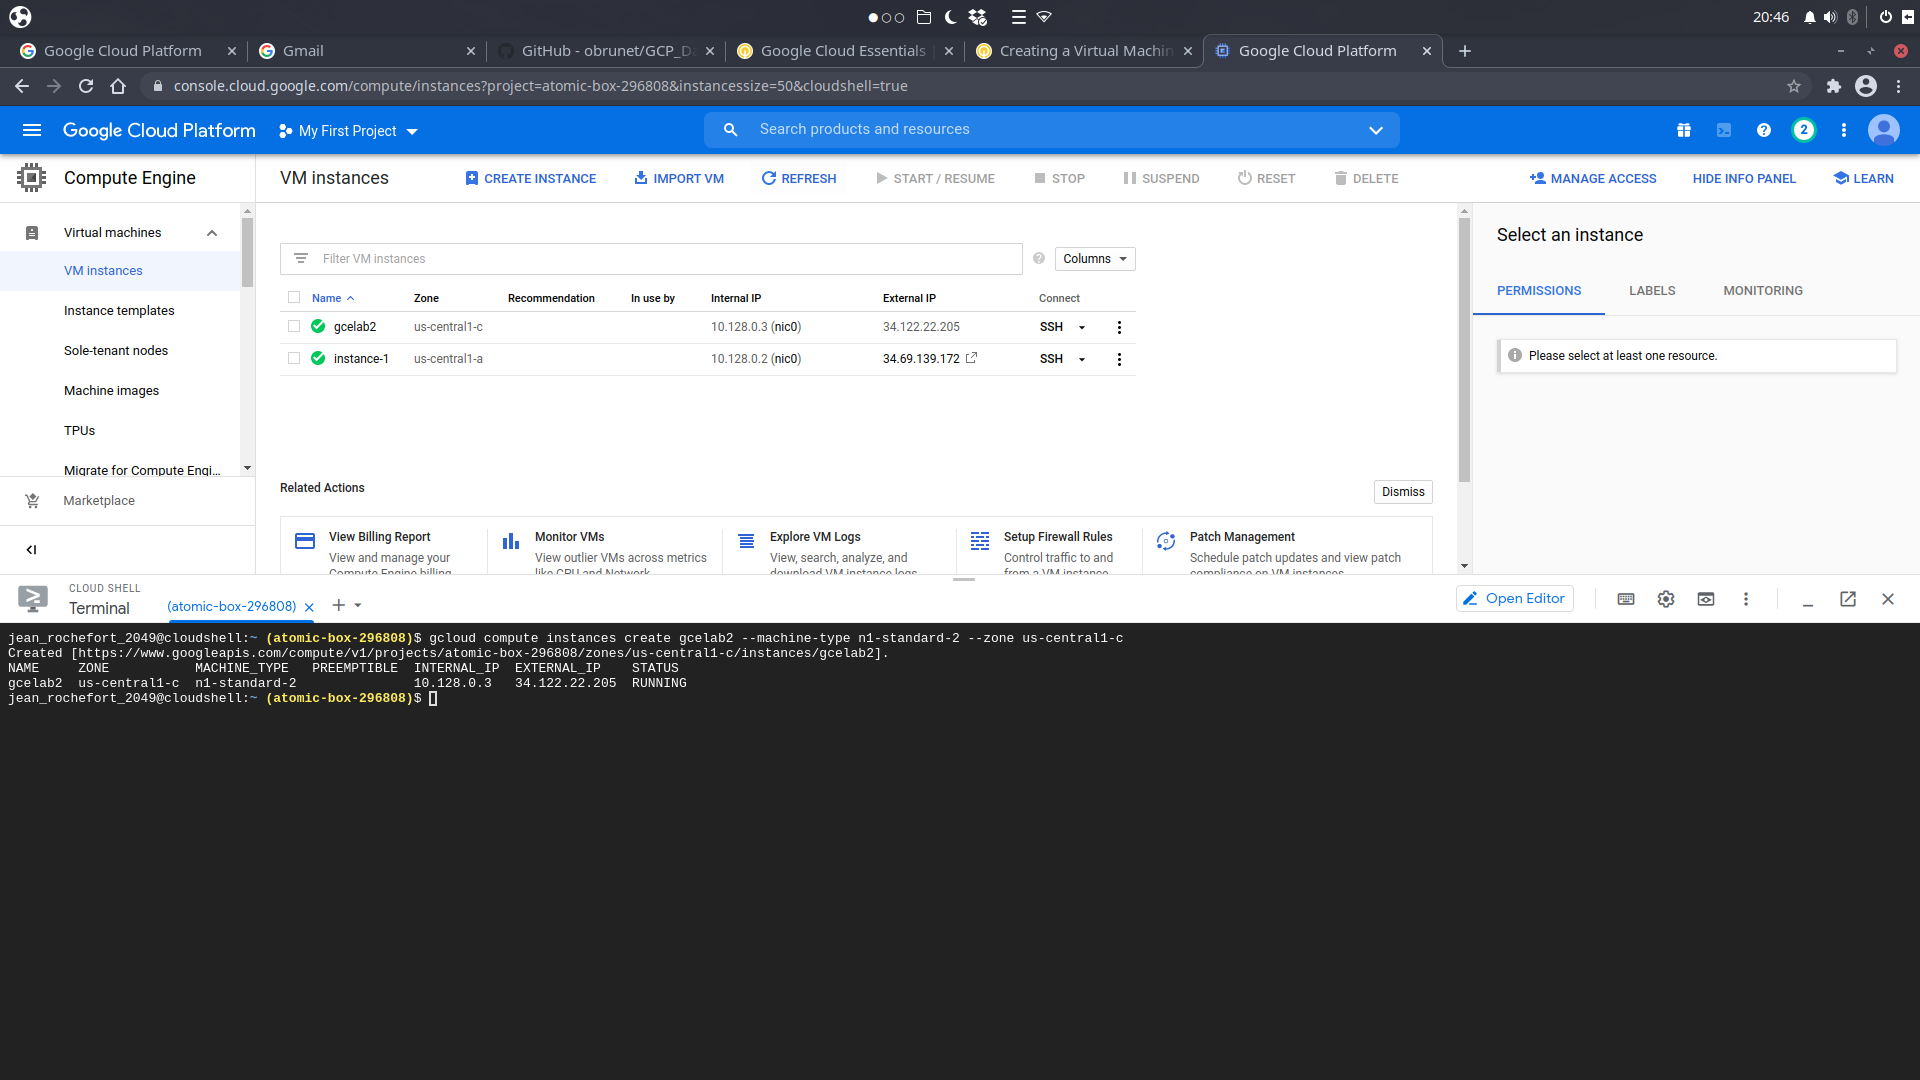 20:46
Google Cloud Platform
Gmail
GitHub - obrunet/GCP_Da
Google Cloud Essentials
Creating a Virtual Machin
Google Cloud Platform
console.cloud.google.com/compute/instances?project=atomic-box-296808&instancessize=50&cloudshell=true
Google Cloud Platform
My First Project
Search products and resources
2
Compute Engine
VM instances
CREATE INSTANCE
IMPORT VM
REFRESH
START / RESUME
STOP
SUSPEND
RESET
DELETE
MANAGE ACCESS
HIDE INFO PANEL
LEARN
Virtual machines
VM instances
Instance templates
Sole-tenant nodes
Machine images
TPUs
Migrate for Compute Engi...
Marketplace
Filter VM instances
Columns
Name Zone Recommendation In use by Internal IP External IP Connect
gcelab2 us-central1-c 10.128.0.3 (nic0) 34.122.22.205 SSH
instance-1 us-central1-a 10.128.0.2 (nic0) 34.69.139.172 SSH
Related Actions
Dismiss
View Billing Report
View and manage your
Compute Engine billing
Monitor VMs
View outlier VMs across metrics
like CPU and Network
Explore VM Logs
View, search, analyze, and
download VM instance logs
Setup Firewall Rules
Control traffic to and
from a VM instance
Patch Management
Schedule patch updates and view patch
compliance on VM instances
Select an instance
PERMISSIONS
LABELS
MONITORING
Please select at least one resource.
CLOUD SHELL
Terminal
(atomic-box-296808)
Open Editor
jean_rochefort_2049@cloudshell:~ (atomic-box-296808)$ gcloud compute instances create gcelab2 --machine-type n1-standard-2 --zone us-central1-c
Created [https://www.googleapis.com/compute/v1/projects/atomic-box-296808/zones/us-central1-c/instances/gcelab2].
NAME ZONE MACHINE_TYPE PREEMPTIBLE INTERNAL_IP EXTERNAL_IP STATUS
gcelab2 us-central1-c n1-standard-2 10.128.0.3 34.122.22.205 RUNNING
jean_rochefort_2049@cloudshell:~ (atomic-box-296808)$